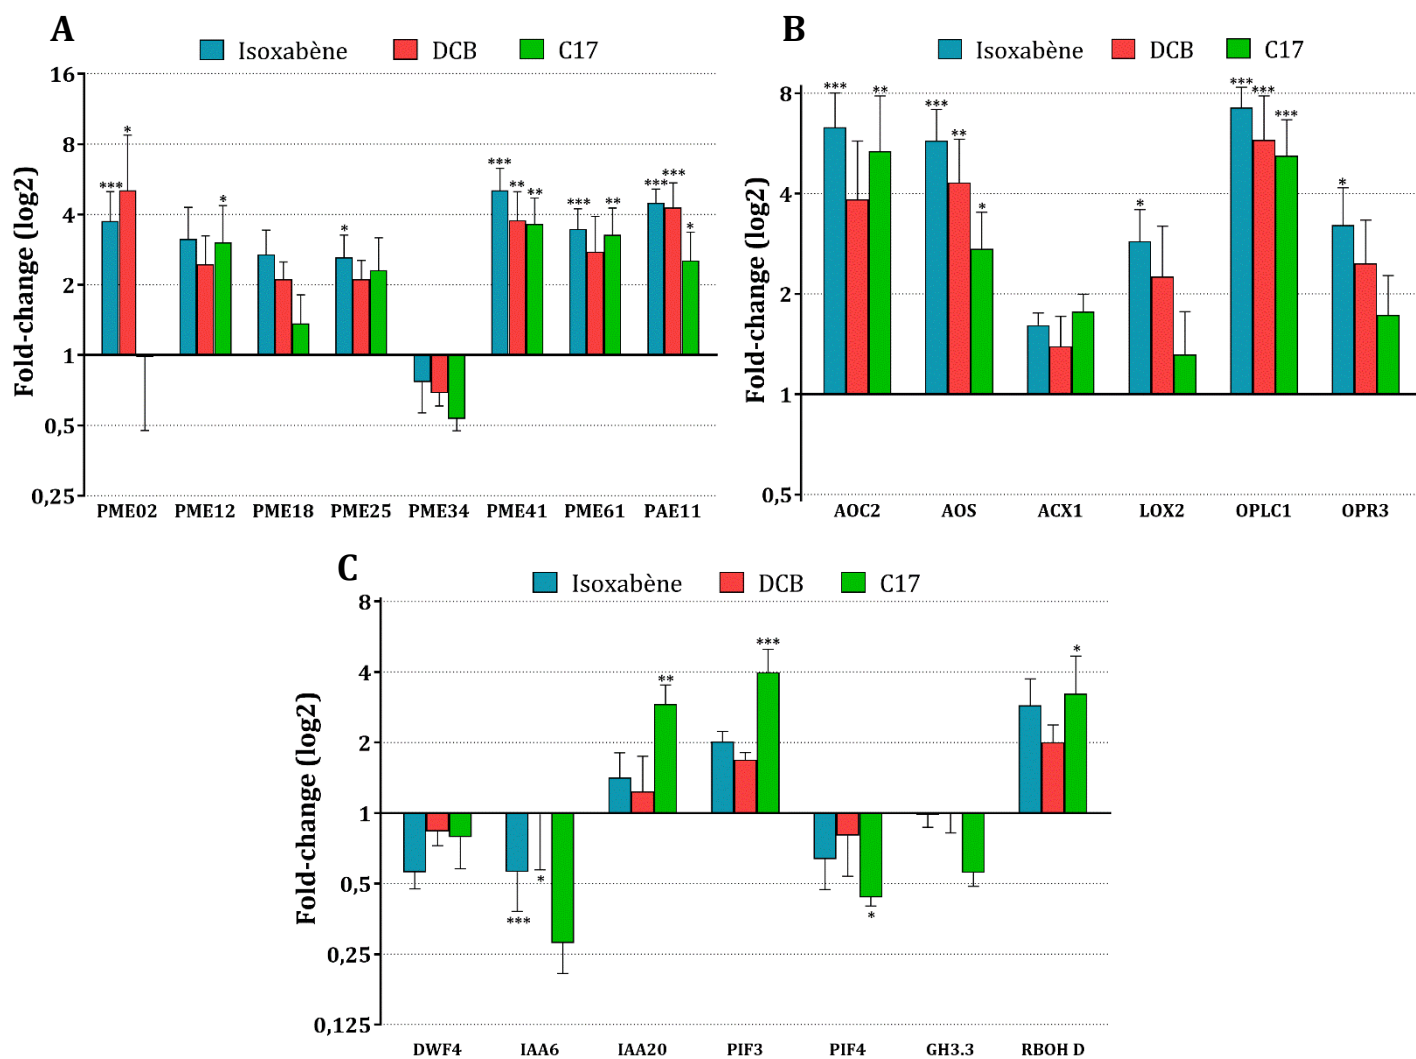 A
Isoxabène DCB C17
Fold-change (log2)
16
8
4
2
1
0,5
0,25
*** * * * *** ** ** *** ** *** *** *
PME02 PME12 PME18 PME25 PME34 PME41 PME61 PAE11
B
Isoxabène DCB C17
Fold-change (log2)
8
4
2
1
0,5
*** ** *** ** * * *** *** *** *
AOC2 AOS ACX1 LOX2 OPLC1 OPR3
C
Isoxabène DCB C17
Fold-change (log2)
8
4
2
1
0,5
0,25
0,125
*** * ** *** * *
DWF4 IAA6 IAA20 PIF3 PIF4 GH3.3 RBOH D